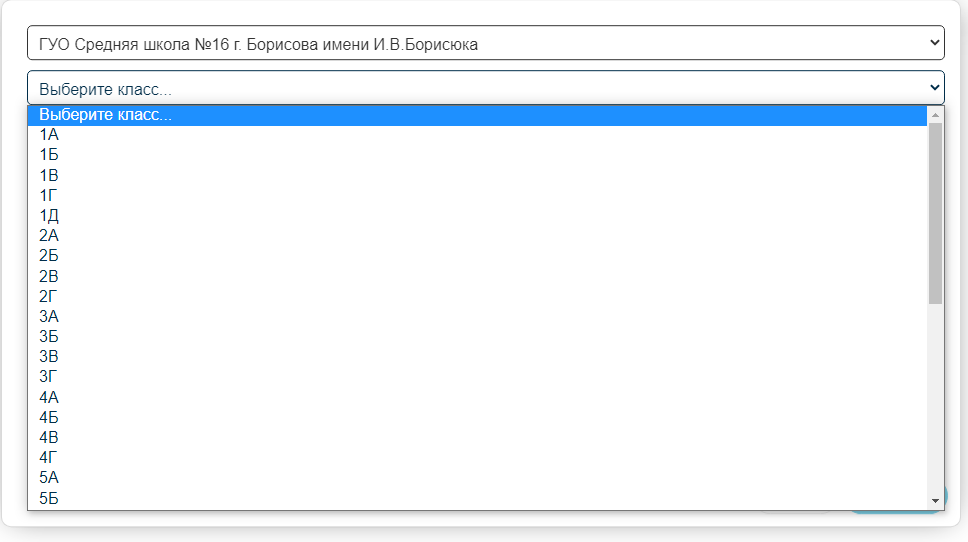 ГУО Средняя школа №16 г. Борисова имени И.В.Борисюка
Выберите класс...
Выберите класс...
1А
1Б
1В
1Г
1Д
2А
2Б
2В
2Г
3А
3Б
3В
3Г
4А
4Б
4В
4Г
5А
5Б